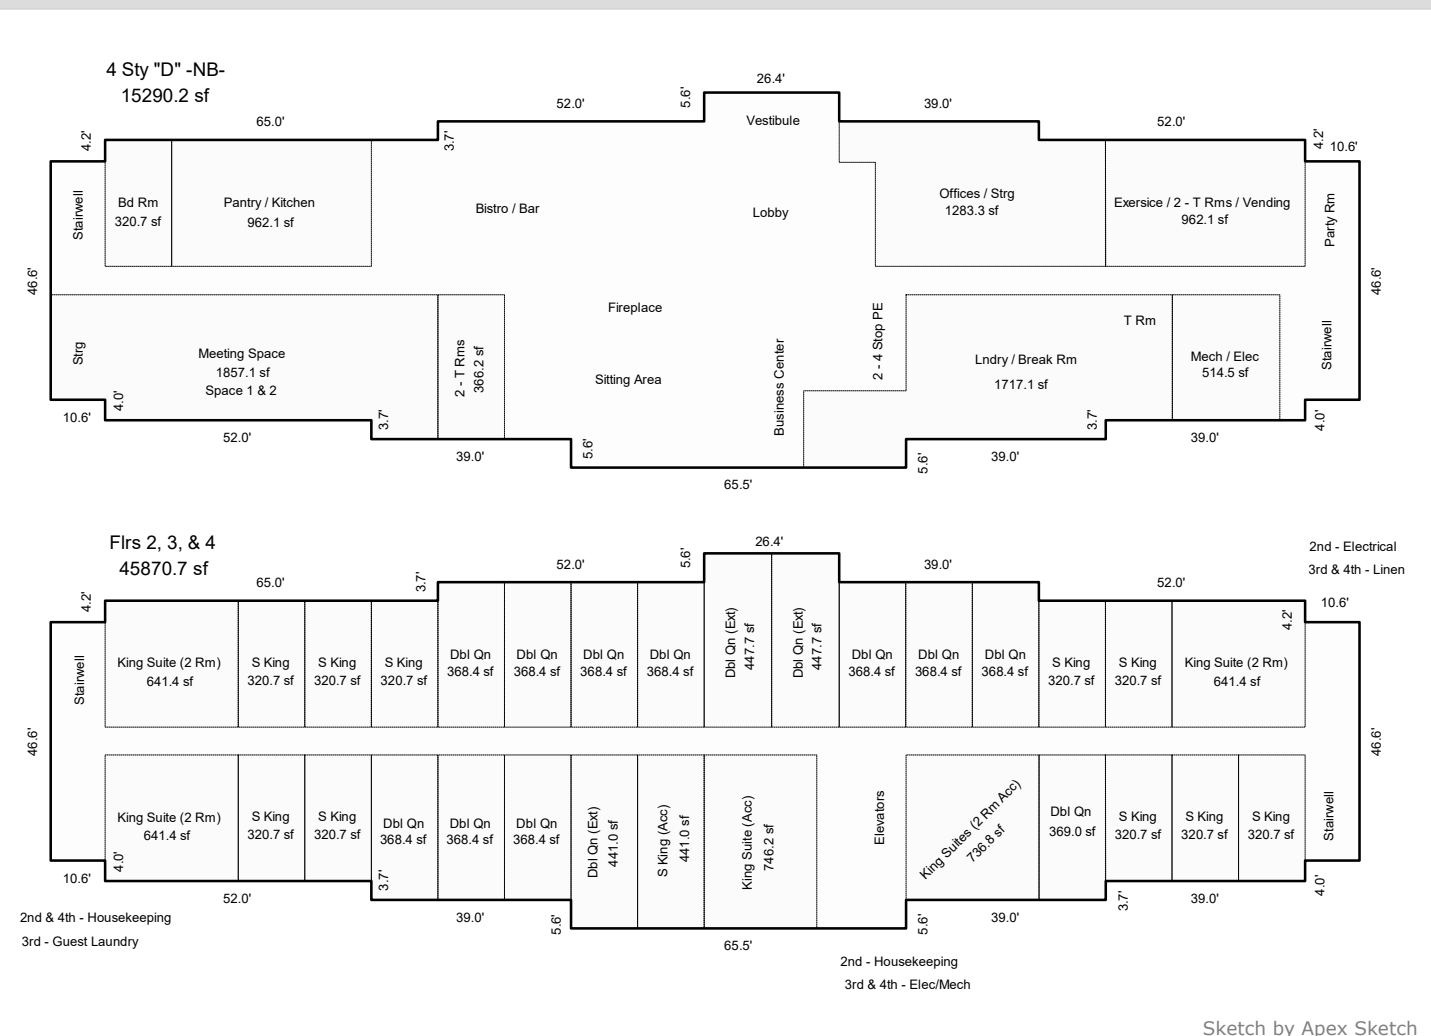 4 Sty "D" -NB-
15290.2 sf
26.4'
5.6'
52.0'
39.0'
65.0'
52.0'
4.2'
3.7'
Vestibule
4.2'
10.6'
Stairwell
Bd Rm
320.7 sf
Pantry / Kitchen
962.1 sf
Bistro / Bar
Lobby
Offices / Strg
1283.3 sf
Exersice / 2 - T Rms / Vending
962.1 sf
Party Rm
46.6'
46.6'
Strg
Meeting Space
1857.1 sf
Space 1 & 2
2 - T Rms
366.2 sf
Fireplace
Sitting Area
Business Center
2 - 4 Stop PE
T Rm
Lndry / Break Rm
1717.1 sf
Mech / Elec
514.5 sf
Stairwell
10.6'
4.0'
52.0'
3.7'
39.0'
5.6'
65.5'
5.6'
39.0'
3.7'
39.0'
4.0'
Flrs 2, 3, & 4
45870.7 sf
26.4'
5.6'
52.0'
39.0'
2nd - Electrical
3rd & 4th - Linen
65.0'
3.7'
52.0'
4.2'
10.6'
4.2'
Stairwell
King Suite (2 Rm)
641.4 sf
S King
320.7 sf
S King
320.7 sf
S King
320.7 sf
Dbl Qn
368.4 sf
Dbl Qn
368.4 sf
Dbl Qn
368.4 sf
Dbl Qn
368.4 sf
Dbl Qn (Ext)
447.7 sf
Dbl Qn (Ext)
447.7 sf
Dbl Qn
368.4 sf
Dbl Qn
368.4 sf
Dbl Qn
368.4 sf
S King
320.7 sf
S King
320.7 sf
King Suite (2 Rm)
641.4 sf
46.6'
46.6'
King Suite (2 Rm)
641.4 sf
S King
320.7 sf
S King
320.7 sf
Dbl Qn
368.4 sf
Dbl Qn
368.4 sf
Dbl Qn
368.4 sf
Dbl Qn (Ext)
441.0 sf
S King (Acc)
441.0 sf
King Suite (Acc)
746.2 sf
Elevators
King Suites (2 Rm Acc)
736.8 sf
Dbl Qn
369.0 sf
S King
320.7 sf
S King
320.7 sf
S King
320.7 sf
Stairwell
10.6'
4.0'
52.0'
3.7'
39.0'
5.6'
65.5'
5.6'
39.0'
3.7'
39.0'
4.0'
2nd & 4th - Housekeeping
3rd - Guest Laundry
2nd - Housekeeping
3rd & 4th - Elec/Mech
Sketch by Apex Sketch